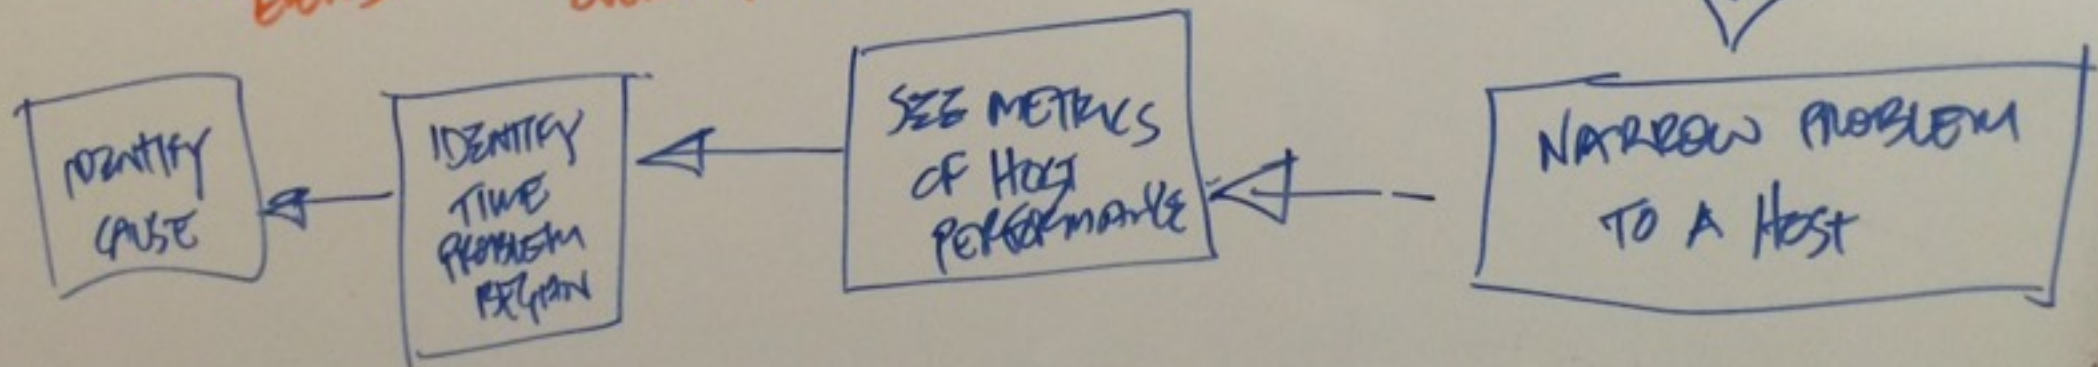 IDENTIFY
CAUSE
IDENTIFY
TIME
PROBLEM
BEGAN
SEE METRICS
OF HOST
PERFORMANCE
NARROW PROBLEM
TO A HOST